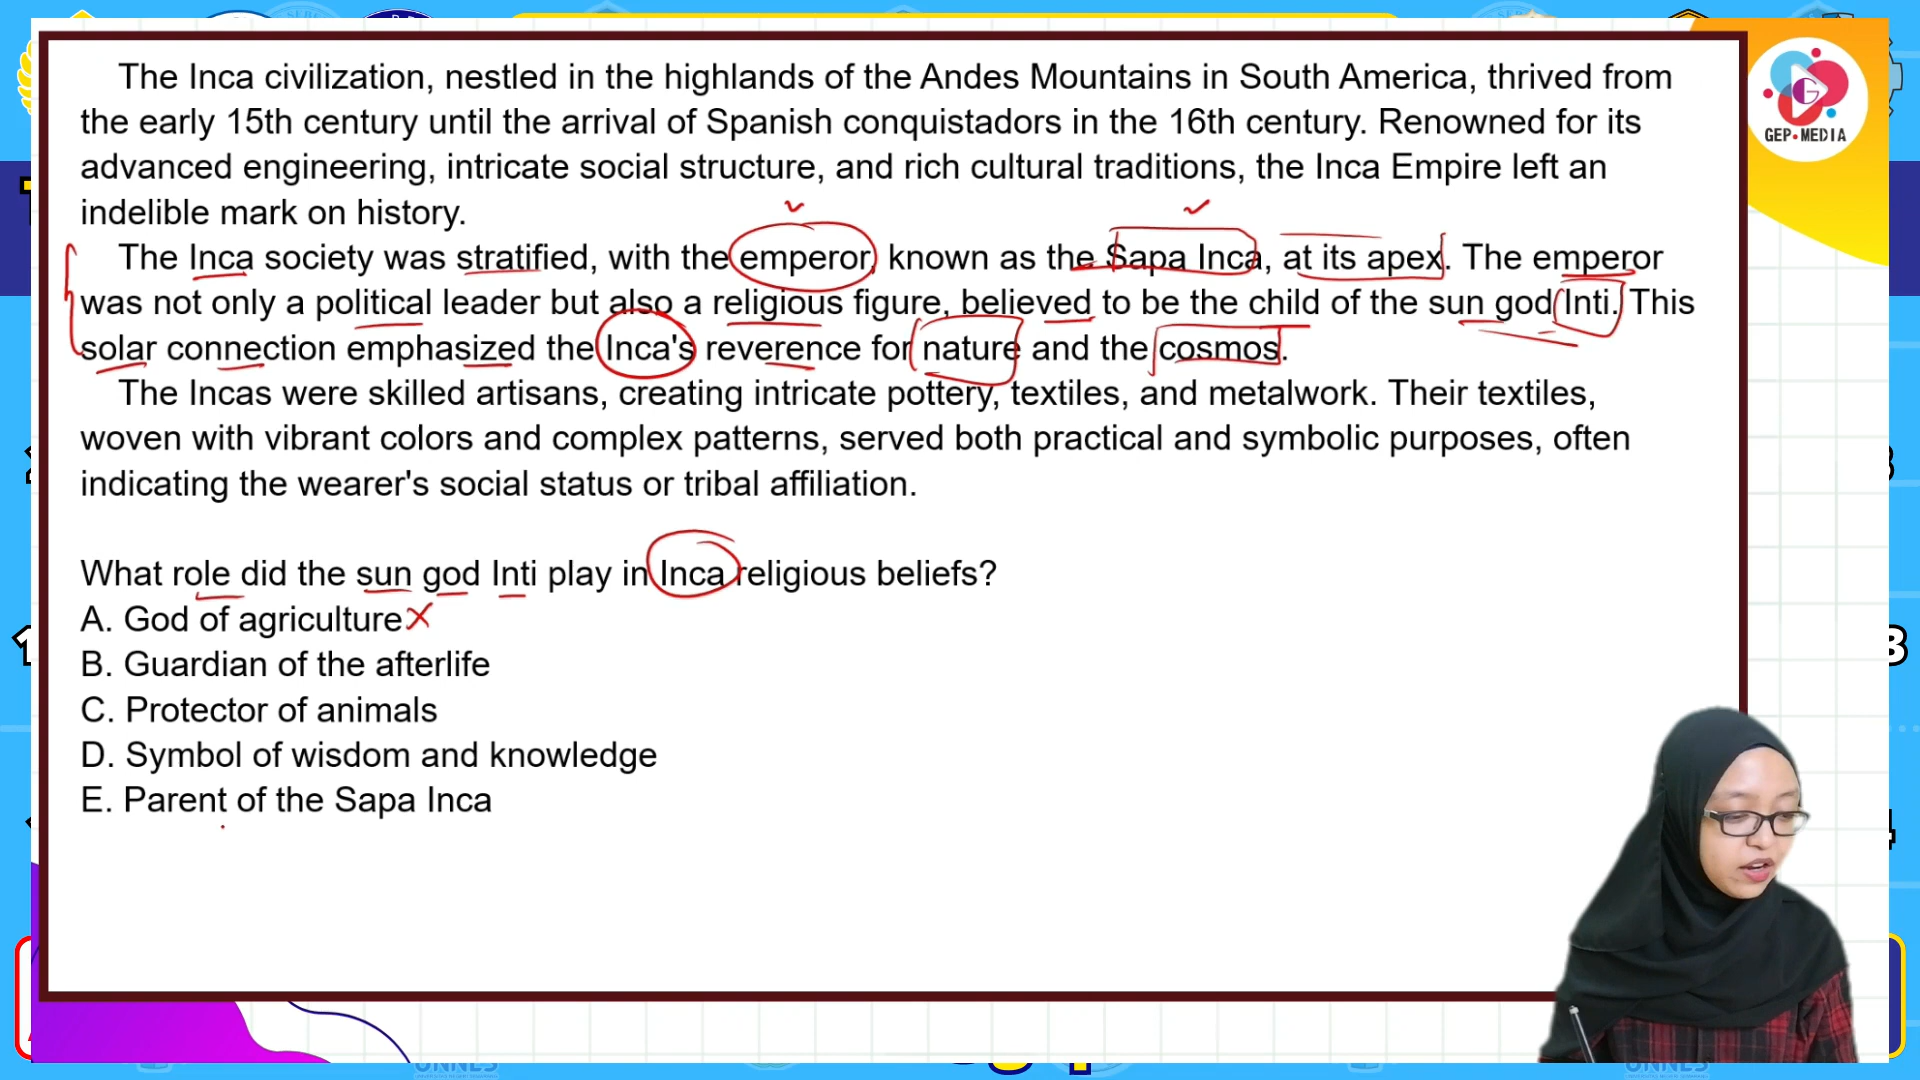 The Inca civilization, nestled in the highlands of the Andes Mountains in South America, thrived from
the early 15th century until the arrival of Spanish conquistadors in the 16th century. Renowned for its
advanced engineering, intricate social structure, and rich cultural traditions, the Inca Empire left an
indelible mark on history.
The Inca society was stratified, with the emperor, known as the Sapa Inca, at its apex. The emperor
was not only a political leader but also a religious figure, believed to be the child of the sun god Inti. This
solar connection emphasized the Inca's reverence for nature and the cosmos.
The Incas were skilled artisans, creating intricate pottery, textiles, and metalwork. Their textiles,
woven with vibrant colors and complex patterns, served both practical and symbolic purposes, often
indicating the wearer's social status or tribal affiliation.
What role did the sun god Inti play in Inca religious beliefs?
A. God of agriculture
B. Guardian of the afterlife
C. Protector of animals
D. Symbol of wisdom and knowledge
E. Parent of the Sapa Inca
G
GEP•MEDIA
UNNES
UNNES